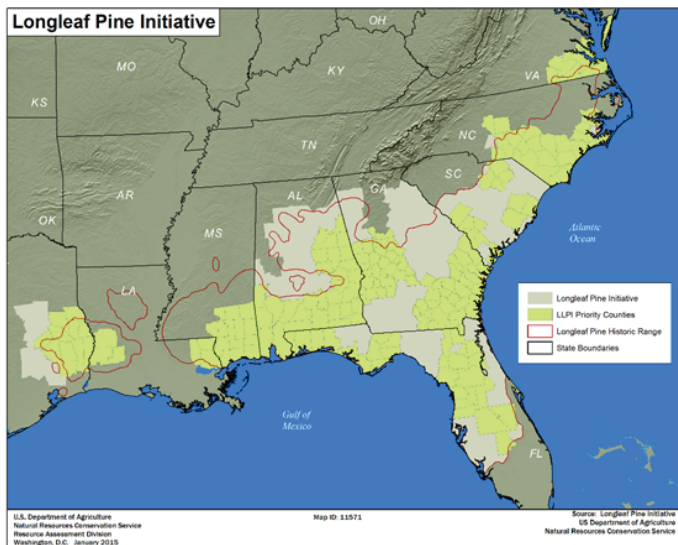 Longleaf Pine Initiative
OH
MO
KY
VA
KS
TN
NC
AR
SC
OK
AL
GA
MS
LA
Atlantic
Ocean
Longleaf Pine Initiative
LLPI Priority Counties
Longleaf Pine Historic Range
State Boundaries
Gulf of
Mexico
FL
U.S. Department of Agriculture
Natural Resources Conservation Service
Resource Assessment Division
Washington, D.C. January 2015
Map ID: 11571
Source: Longleaf Pine Initiative
US Department of Agriculture
Natural Resources Conservation Service